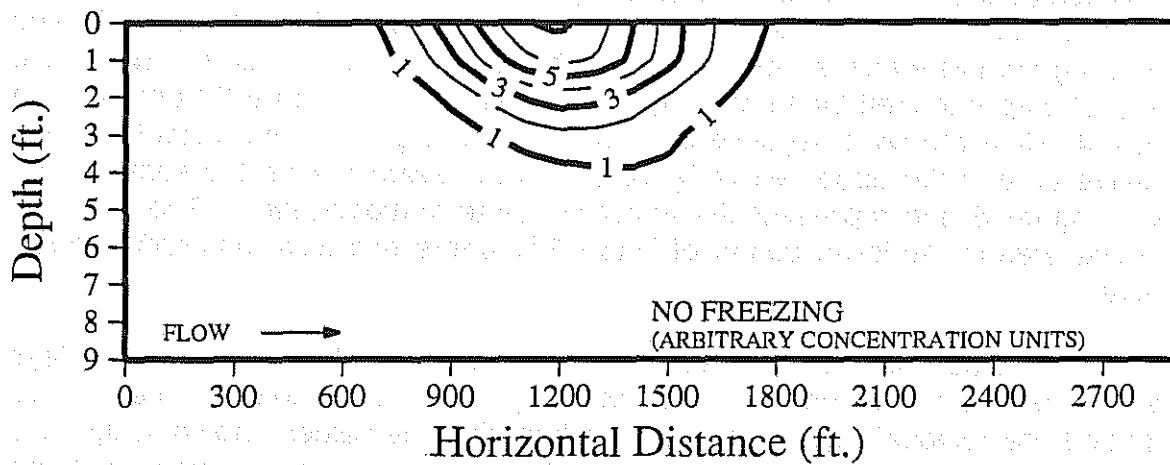 0
1
2
3
4
5
6
7
8
9
Depth (ft.)
1
3
5
3
1
1
1
FLOW
NO FREEZING
(ARBITRARY CONCENTRATION UNITS)
0 300 600 900 1200 1500 1800 2100 2400 2700
Horizontal Distance (ft.)